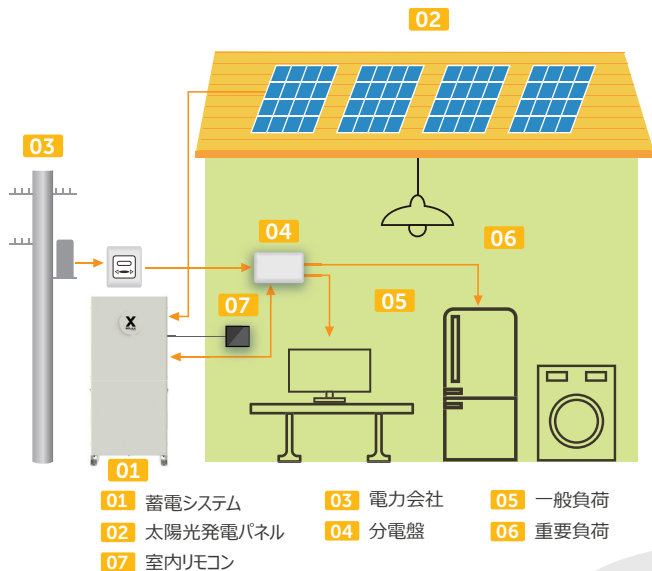 02
03
04
06
07
05
X
01
01 蓄電システム
03 電力会社
05 一般負荷
02 太陽光発電パネル
04 分電盤
06 重要負荷
07 室内リモコン